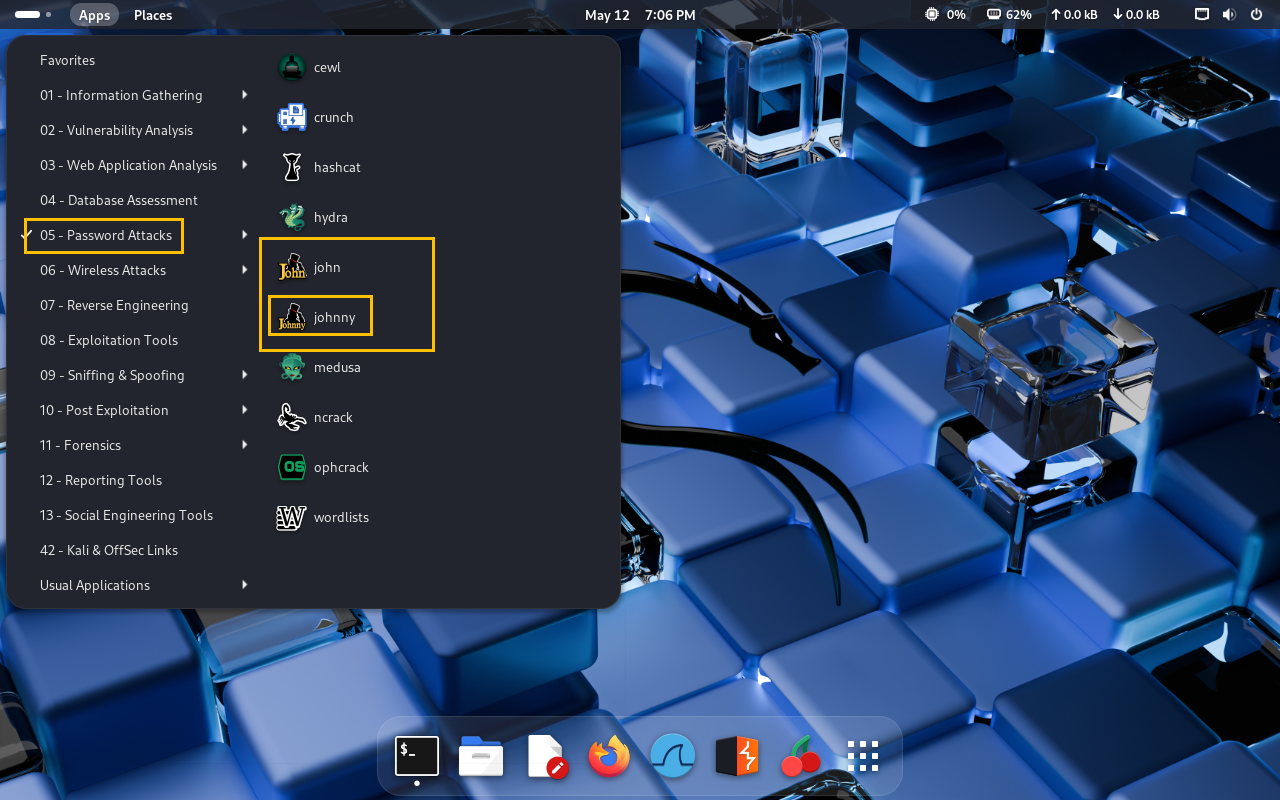 Apps Places May 12 7:06 PM 0% 62% 0.0 kB 0.0 kB
Favorites
01 - Information Gathering
02 - Vulnerability Analysis
03 - Web Application Analysis
04 - Database Assessment
05 - Password Attacks
06 - Wireless Attacks
07 - Reverse Engineering
08 - Exploitation Tools
09 - Sniffing & Spoofing
10 - Post Exploitation
11 - Forensics
12 - Reporting Tools
13 - Social Engineering Tools
42 - Kali & OffSec Links
Usual Applications
cewl
crunch
hashcat
hydra
John john
Johnny johnny
medusa
ncrack
OS ophcrack
W wordlists
$_